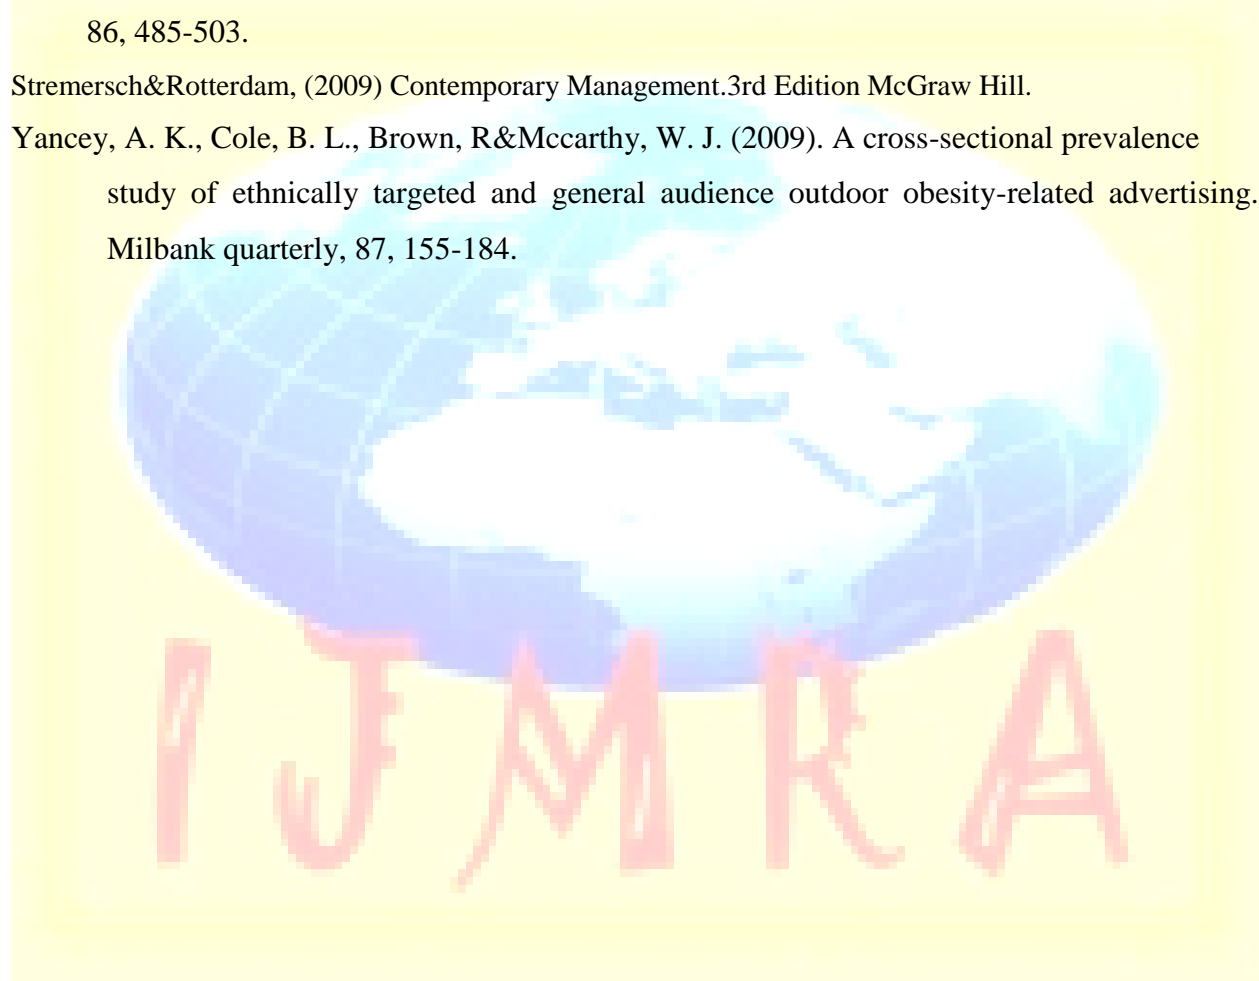 86, 485-503.
Stremersch&Rotterdam, (2009) Contemporary Management.3rd Edition McGraw Hill.
Yancey, A. K., Cole, B. L., Brown, R&Mccarthy, W. J. (2009). A cross-sectional prevalence
study of ethnically targeted and general audience outdoor obesity-related advertising.
Milbank quarterly, 87, 155-184.
IJMRA